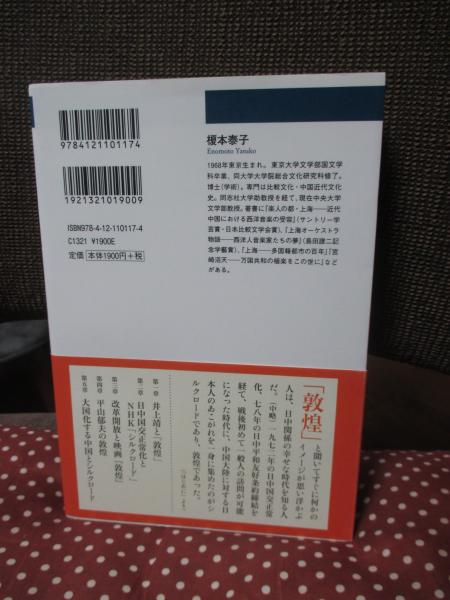 9784121101174
1921321019009
ISBN978-4-12-110117-4
C1321 ¥1900E
定価 本体1900円+税
榎本泰子
Enomoto Yasuko
1968年東京生まれ。東京大学文学部国文学
科卒業、同大学大学院総合文化研究科修了。
博士(学術)。専門は比較文化・中国近代文化
史。同志社大学助教授を経て、現在中央大学
文学部教授。著書に『楽人の都・上海――近代
中国における西洋音楽の受容』(サントリー学
芸賞・日本比較文学会賞)、『上海オーケストラ
物語――西洋人音楽家たちの夢』(島田謹二記
念学藝賞)、『上海――多国籍都市の百年』『宮
崎滔天――万国共和の極楽をこの世に』など
がある。
「敦煌」と聞いてすぐに何かの
イメージが思い浮かぶ
人は、日中関係の幸せな時代を知る人
だ。(中略)一九七二年の日中国交正常
化、七八年の日中平和友好条約締結を
経て、戦後初めて一般人の訪問が可能
になった時代に、中国大陸に対する日
本人のあこがれを一身に集めたのがシ
ルクロードであり、敦煌であった。
「はじめに」より
第一章 井上靖と『敦煌』
第二章 日中国交正常化と
NHK「シルクロード」
第三章 改革開放と映画『敦煌』
第四章 平山郁夫の敦煌
第五章 大国化する中国とシルクロード